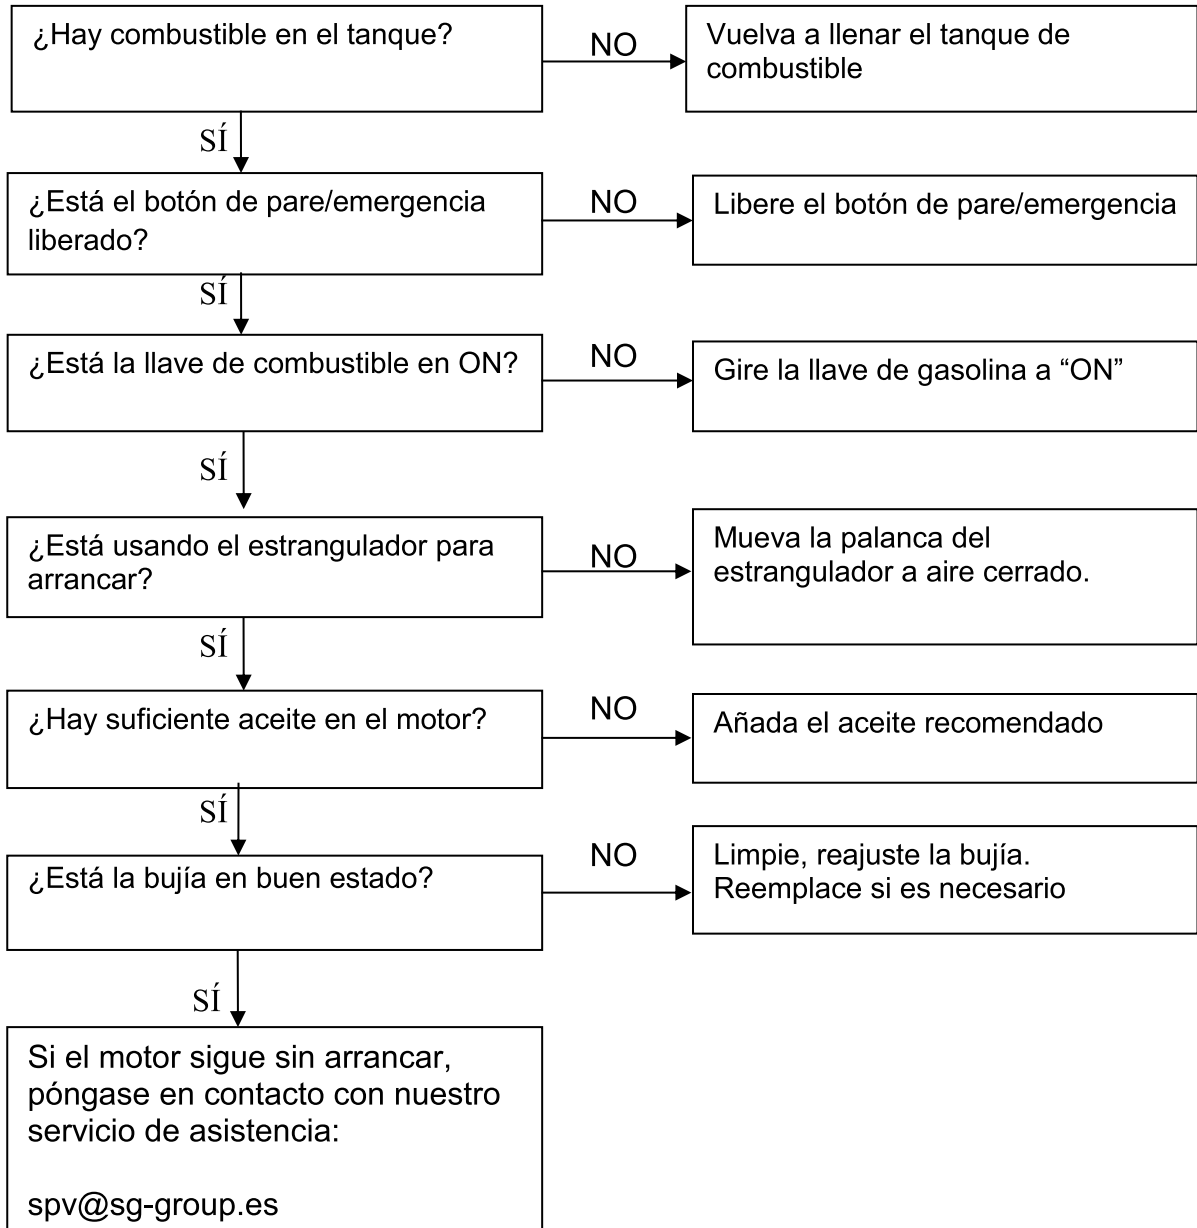 ¿Hay combustible en el tanque?
NO
Vuelva a llenar el tanque de
combustible
SÍ
¿Está el botón de pare/emergencia
liberado?
NO
Libere el botón de pare/emergencia
SÍ
¿Está la llave de combustible en ON?
NO
Gire la llave de gasolina a “ON”
SÍ
¿Está usando el estrangulador para
arrancar?
NO
Mueva la palanca del
estrangulador a aire cerrado.
SÍ
¿Hay suficiente aceite en el motor?
NO
Añada el aceite recomendado
SÍ
¿Está la bujía en buen estado?
NO
Limpie, reajuste la bujía.
Reemplace si es necesario
SÍ
Si el motor sigue sin arrancar,
póngase en contacto con nuestro
servicio de asistencia:
spv@sg-group.es